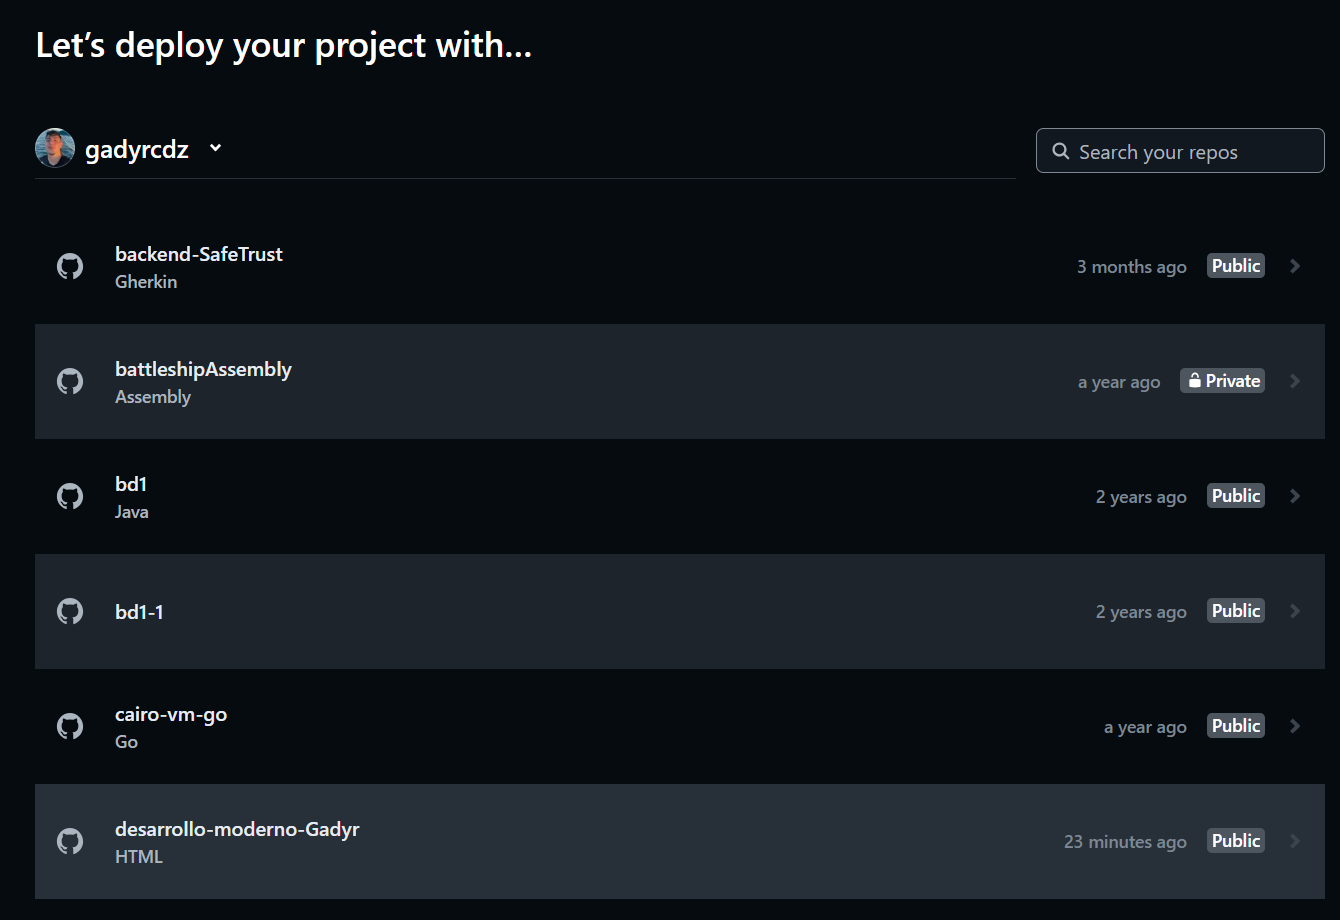 Let’s deploy your project with…
gadyrcdz
Search your repos
backend-SafeTrust
Gherkin
3 months ago
Public
battleshipAssembly
Assembly
a year ago
Private
bd1
Java
2 years ago
Public
bd1-1
2 years ago
Public
cairo-vm-go
Go
a year ago
Public
desarrollo-moderno-Gadyr
HTML
23 minutes ago
Public